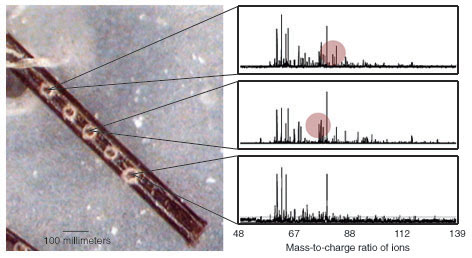 100 millimeters
48 67 88 112 139
Mass-to-charge ratio of ions